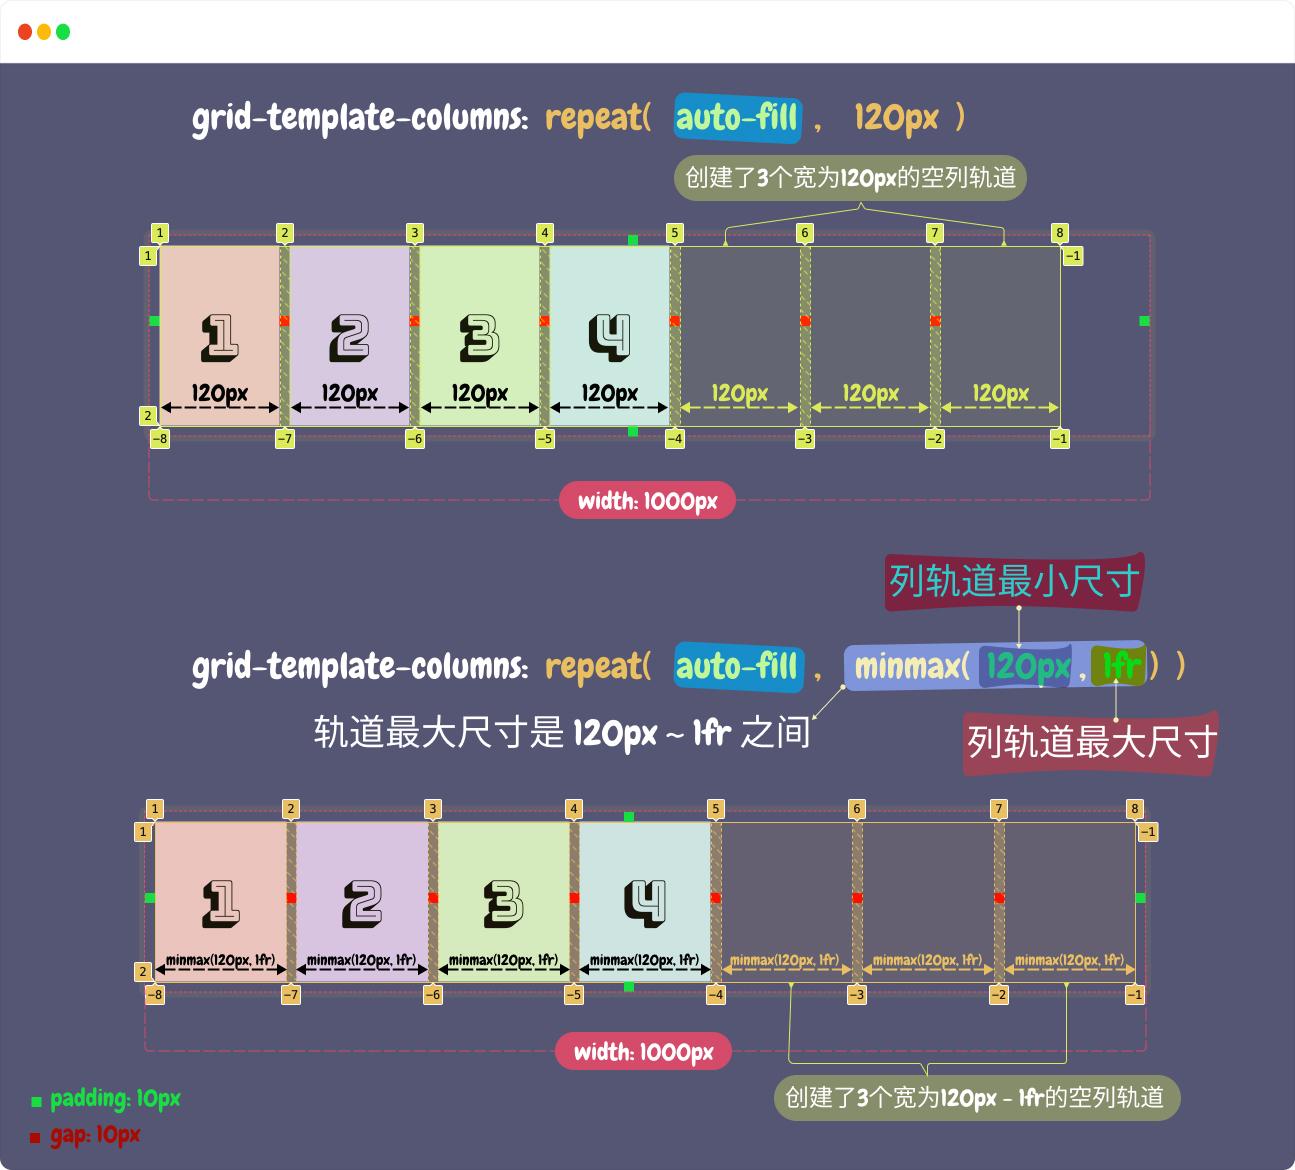 grid-template-columns: repeat( auto-fill , 120px )
创建了3个宽为120px的空列轨道
1 2 3 4 5 6 7 8
1 -1
1 2 3 4
120px 120px 120px 120px 120px 120px 120px
2
-8 -7 -6 -5 -4 -3 -2 -1
width: 1000px
列轨道最小尺寸
grid-template-columns: repeat( auto-fill , minmax( 120px , 1fr ) )
轨道最大尺寸是 120px ~ 1fr 之间
列轨道最大尺寸
1 2 3 4 5 6 7 8
1 -1
1 2 3 4
minmax(120px, 1fr) minmax(120px, 1fr) minmax(120px, 1fr) minmax(120px, 1fr) minmax(120px, 1fr) minmax(120px, 1fr) minmax(120px, 1fr)
2
-8 -7 -6 -5 -4 -3 -2 -1
width: 1000px
创建了3个宽为120px - 1fr的空列轨道
padding: 10px
gap: 10px